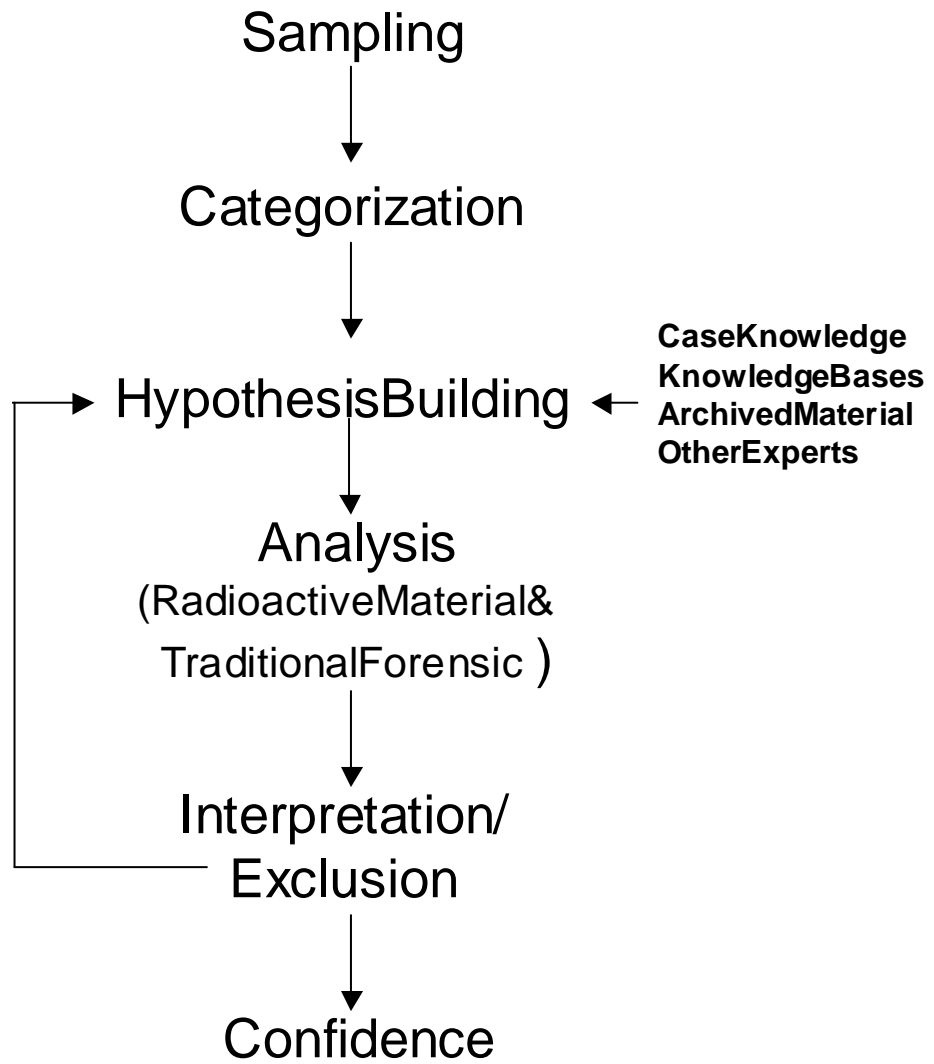 Sampling
Categorization
CaseKnowledge
KnowledgeBases
HypothesisBuilding
ArchivedMaterial
OtherExperts
Analysis
(RadioactiveMaterial&
TraditionalForensic )
Interpretation/
Exclusion
Confidence